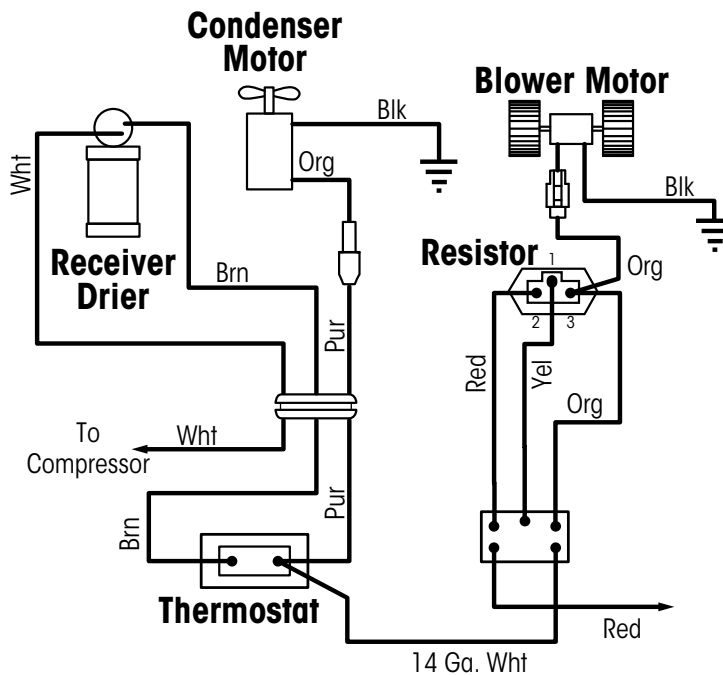 Condenser
Motor
Blower Motor
Blk
Org
Wht
Blk
Receiver
Drier
Brn
Resistor
1
Org
2
3
Pur
Red
Yel
Org
To
Compressor
Wht
Brn
Pur
Thermostat
Red
14 Ga. Wht